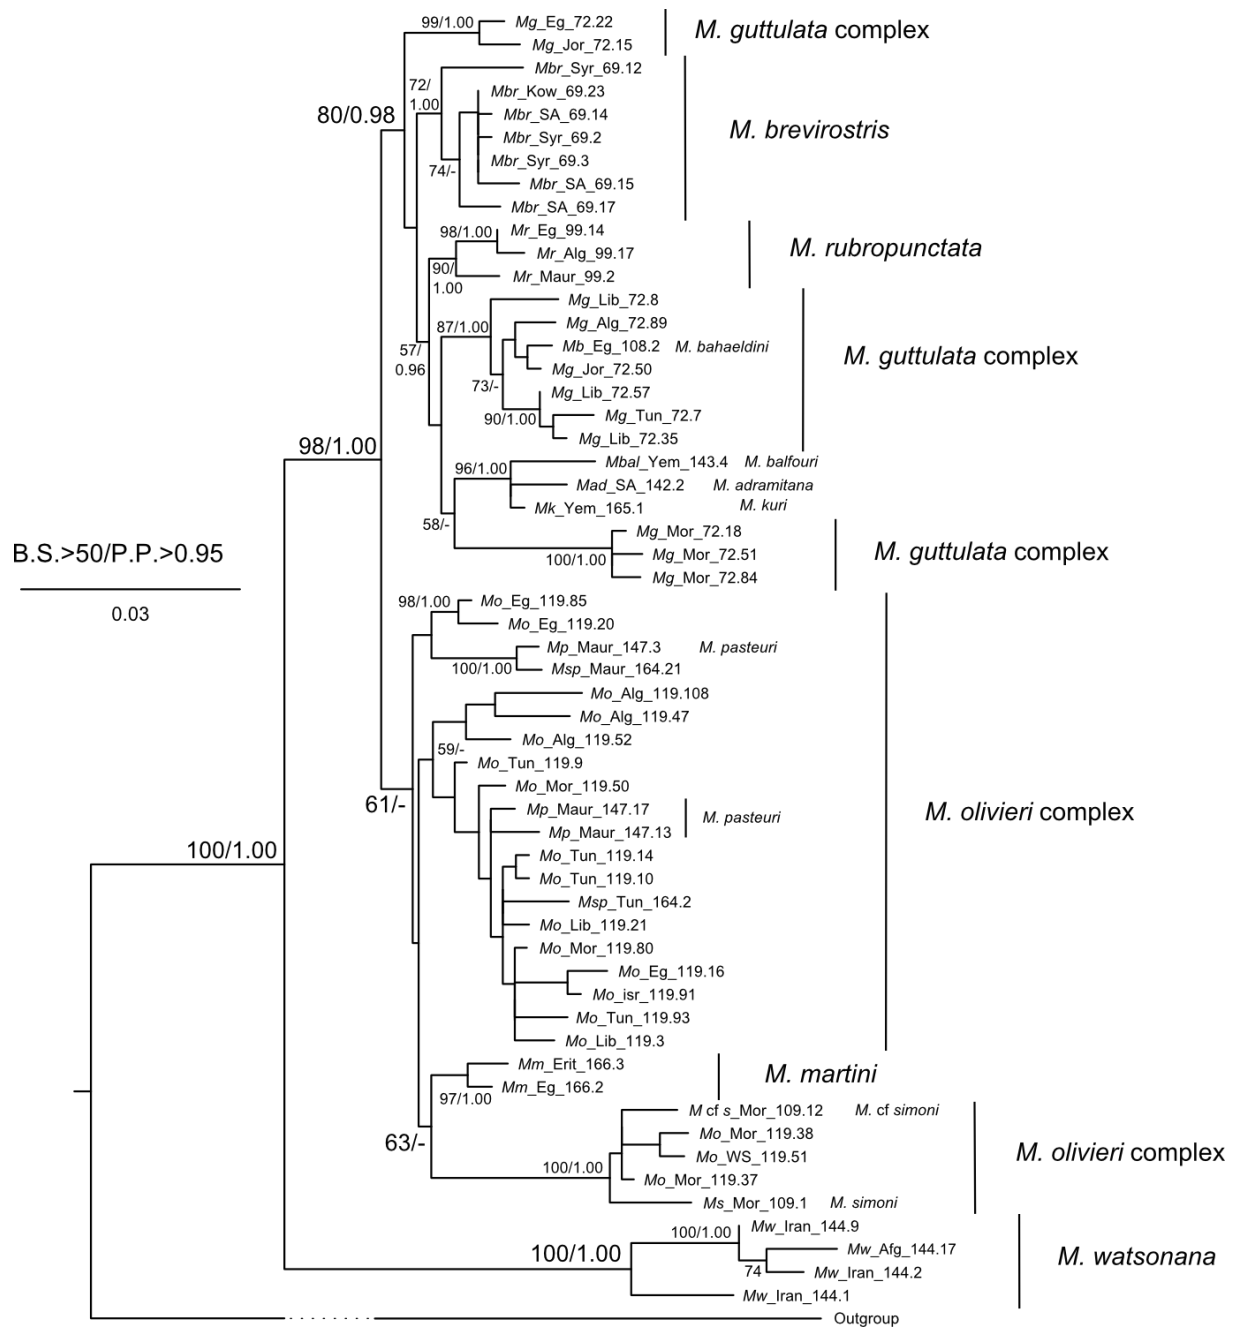 99/1.00
Mg_Eg_72.22
Mg_Jor_72.15
M. guttulata complex
Mbr_Syr_69.12
72/
1.00
Mbr_Kow_69.23
Mbr_SA_69.14
80/0.98
Mbr_Syr_69.2
M. brevirostris
Mbr_Syr_69.3
74/-
Mbr_SA_69.15
Mbr_SA_69.17
98/1.00
Mr_Eg_99.14
Mr_Alg_99.17
M. rubropunctata
90/
1.00
Mr_Maur_99.2
Mg_Lib_72.8
87/1.00
Mg_Alg_72.89
57/
0.96
Mb_Eg_108.2 M. bahaeldini
M. guttulata complex
Mg_Jor_72.50
73/-
Mg_Lib_72.57
90/1.00
Mg_Tun_72.7
Mg_Lib_72.35
98/1.00
Mbal_Yem_143.4 M. balfouri
96/1.00
Mad_SA_142.2 M. adramitana
Mk_Yem_165.1 M. kuri
58/-
Mg_Mor_72.18
B.S.>50/P.P.>0.95
100/1.00
Mg_Mor_72.51
M. guttulata complex
Mg_Mor_72.84
0.03
98/1.00
Mo_Eg_119.85
Mo_Eg_119.20
Mp_Maur_147.3 M. pasteuri
100/1.00
Msp_Maur_164.21
Mo_Alg_119.108
Mo_Alg_119.47
Mo_Alg_119.52
59/-
Mo_Tun_119.9
Mo_Mor_119.50
61/-
Mp_Maur_147.17
M. pasteuri
M. olivieri complex
Mp_Maur_147.13
100/1.00
Mo_Tun_119.14
Mo_Tun_119.10
Msp_Tun_164.2
Mo_Lib_119.21
Mo_Mor_119.80
Mo_Eg_119.16
Mo_isr_119.91
Mo_Tun_119.93
Mo_Lib_119.3
Mm_Erit_166.3
M. martini
Mm_Eg_166.2
97/1.00
M cf s_Mor_109.12 M. cf simoni
63/-
Mo_Mor_119.38
Mo_WS_119.51
M. olivieri complex
100/1.00
Mo_Mor_119.37
Ms_Mor_109.1 M. simoni
100/1.00
Mw_Iran_144.9
100/1.00
Mw_Afg_144.17
M. watsonana
74
Mw_Iran_144.2
Mw_Iran_144.1
Outgroup